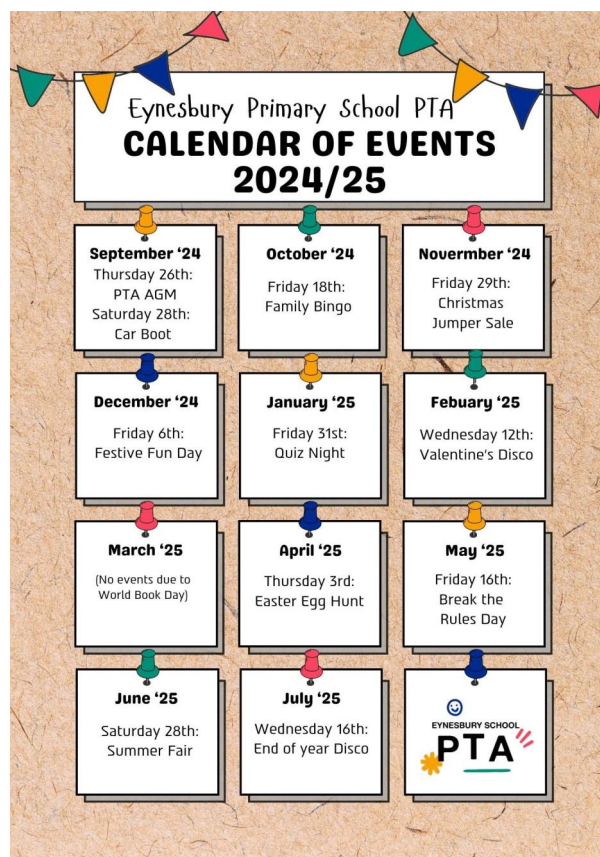 Eynesbury Primary School PTA
CALENDAR OF EVENTS
2024/25
September ‘24
Thursday 26th:
PTA AGM
Saturday 28th:
Car Boot
October ‘24
Friday 18th:
Family Bingo
Novermber ‘24
Friday 29th:
Christmas
Jumper Sale
December ‘24
Friday 6th:
Festive Fun Day
January ‘25
Friday 31st:
Quiz Night
Febuary ‘25
Wednesday 12th:
Valentine's Disco
March ‘25
(No events due to
World Book Day)
April ‘25
Thursday 3rd:
Easter Egg Hunt
May ‘25
Friday 16th:
Break the
Rules Day
June ‘25
Saturday 28th:
Summer Fair
July ‘25
Wednesday 16th:
End of year Disco
EYNESBURY SCHOOL
PTA